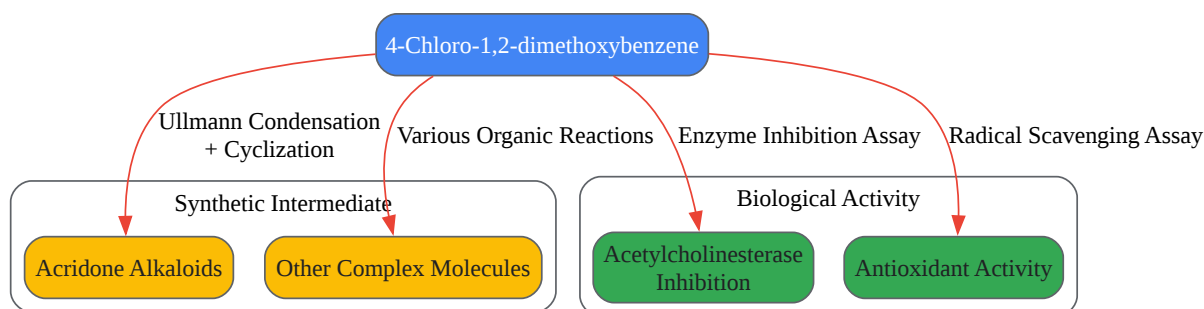 4-Chloro-1,2-dimethoxybenzene
Ullmann Condensation
+ Cyclization
Various Organic Reactions
Enzyme Inhibition Assay
Radical Scavenging Assay
Synthetic Intermediate
Biological Activity
Acridone Alkaloids
Other Complex Molecules
Acetylcholinesterase
Inhibition
Antioxidant Activity